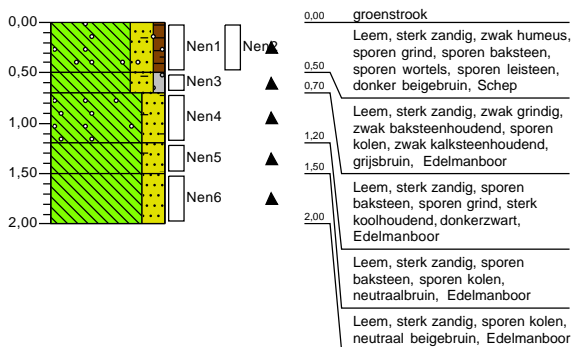 0,00
0,50
1,00
1,50
2,00
Nen1
Nen2
Nen3
Nen4
Nen5
Nen6
0,00
0,50
0,70
1,20
1,50
2,00
groenstrook
Leem, sterk zandig, zwak humeus,
sporen grind, sporen baksteen,
sporen wortels, sporen leisteen,
donker beigebruin, Schep
Leem, sterk zandig, zwak grindig,
zwak baksteenhoudend, sporen
kolen, zwak kalksteenhoudend,
grijsbruin, Edelmanboor
Leem, sterk zandig, sporen
baksteen, sporen grind, sterk
koolhoudend, donkerzwart,
Edelmanboor
Leem, sterk zandig, sporen
baksteen, sporen kolen,
neutraalbruin, Edelmanboor
Leem, sterk zandig, sporen kolen,
neutraal beigebruin, Edelmanboor